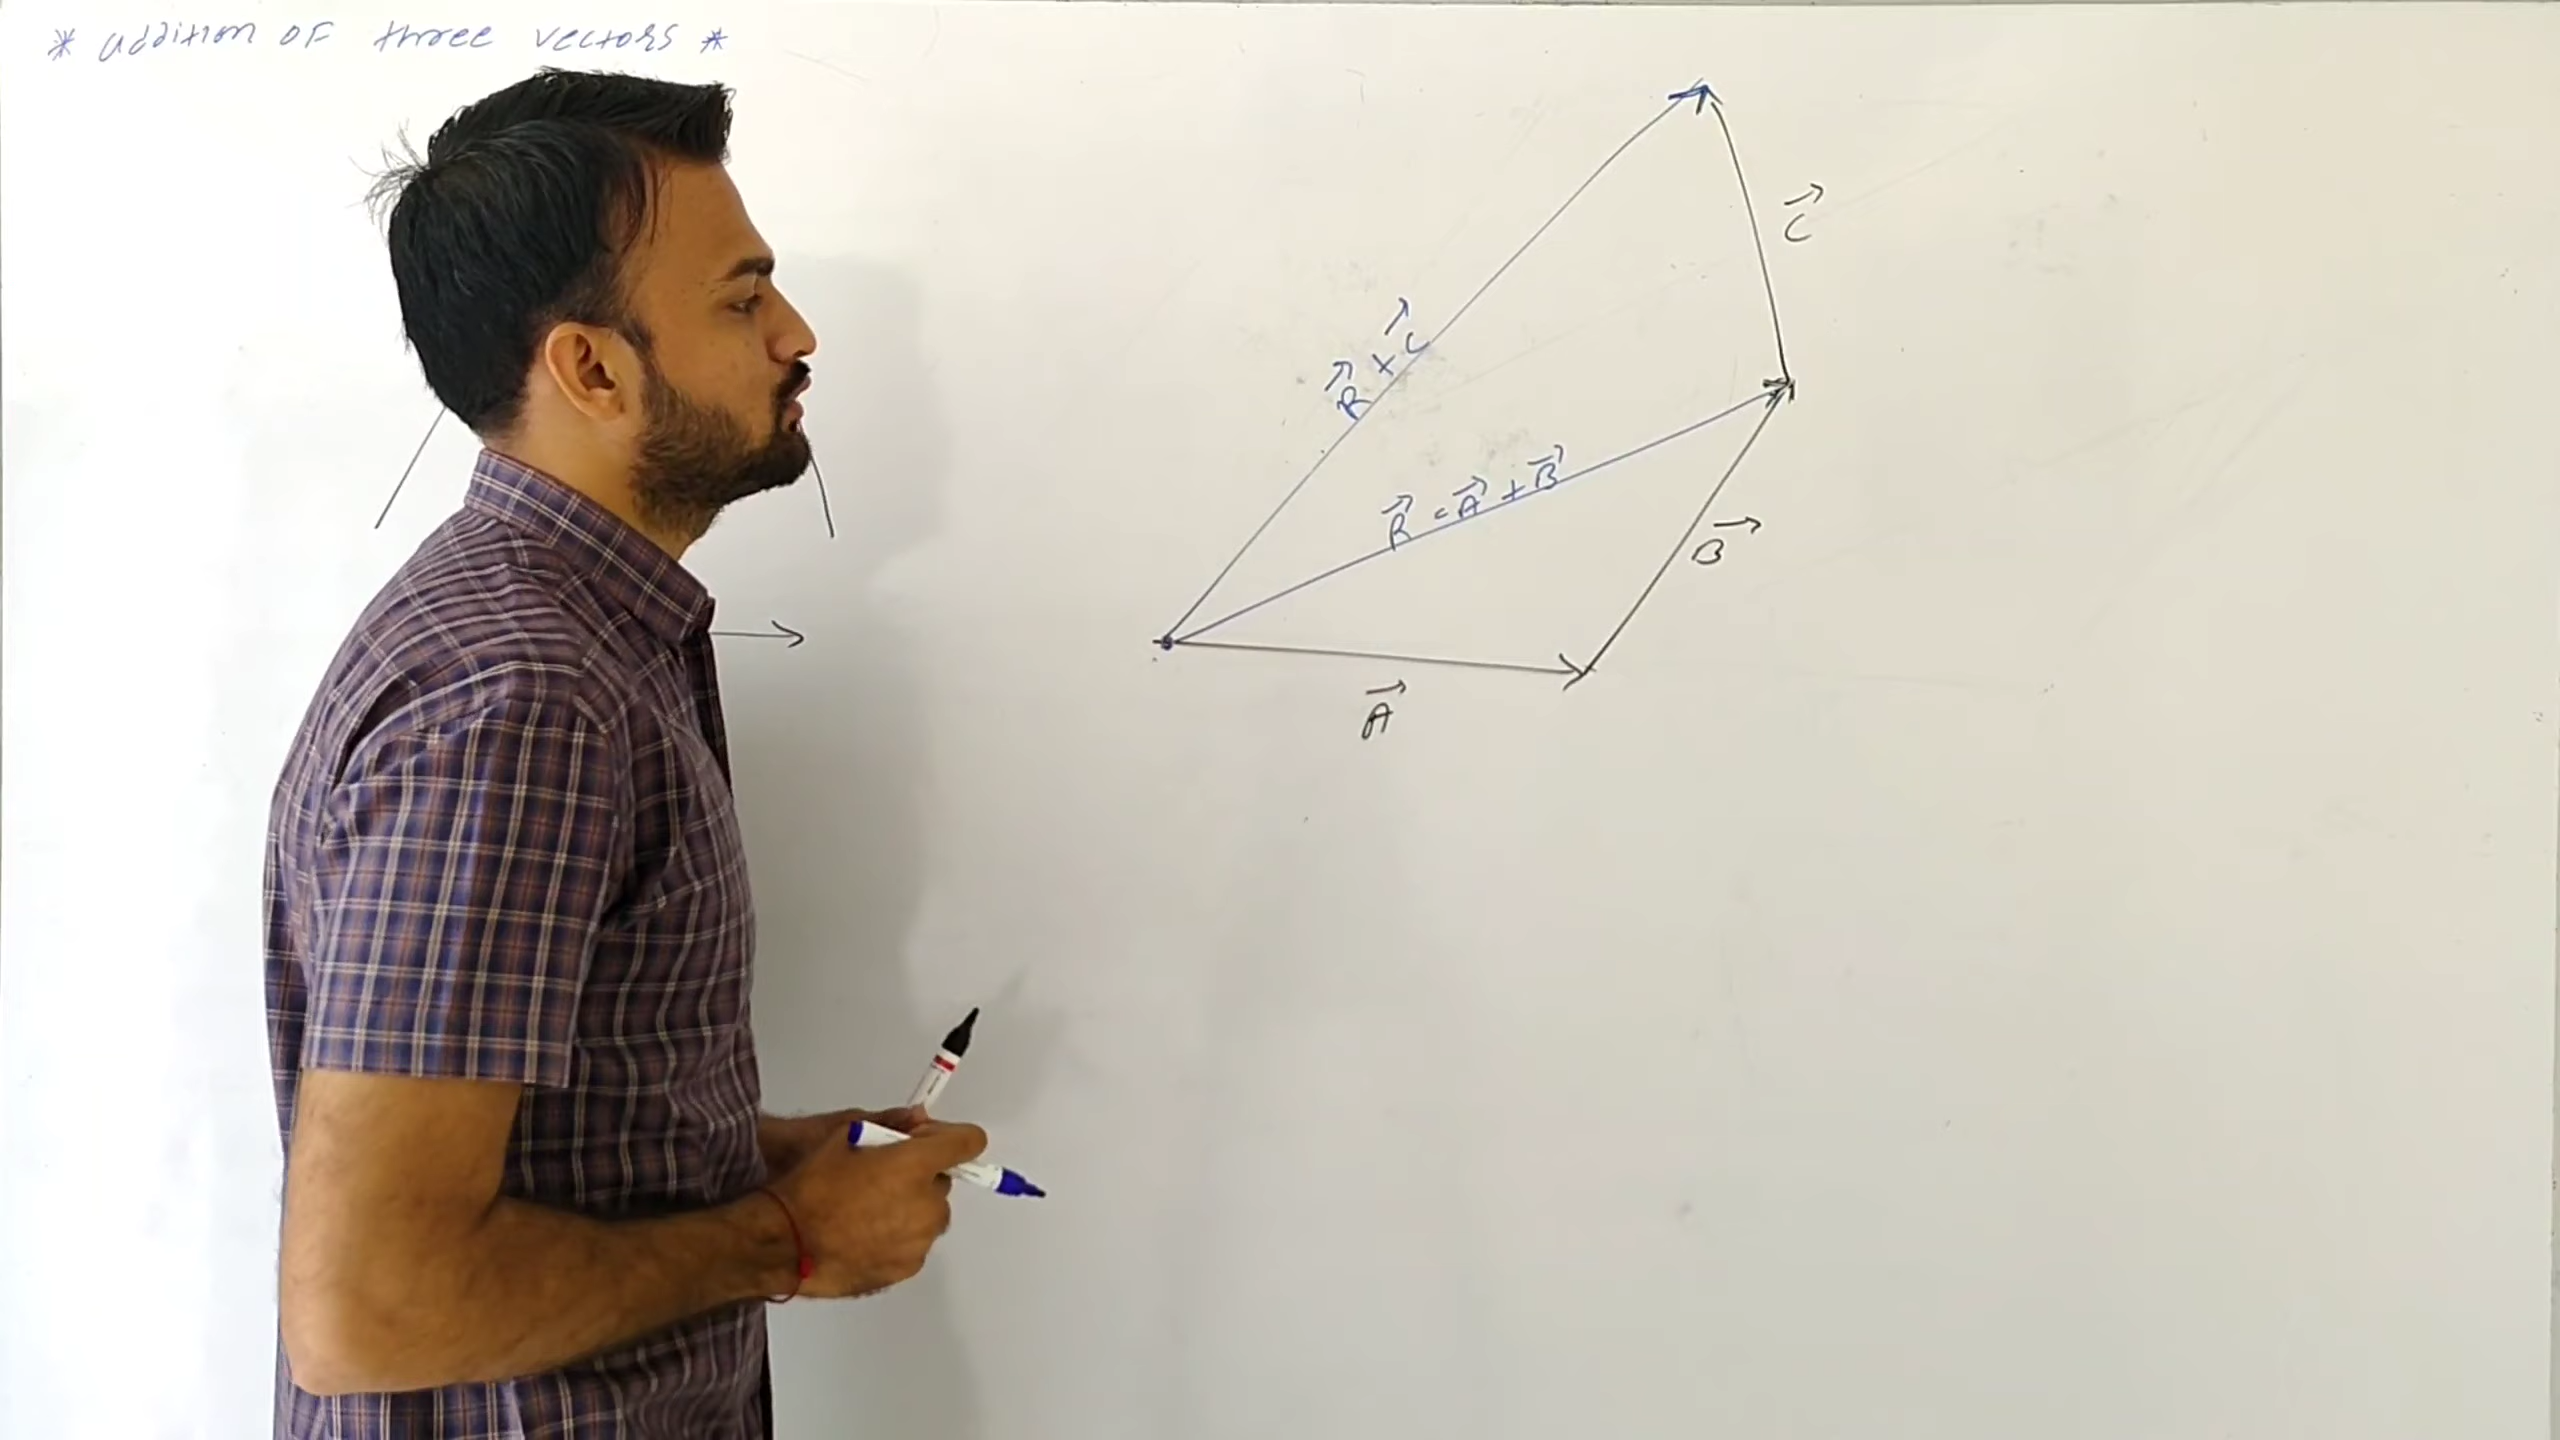 * addition of three vectors *
C⃗
R⃗ + C⃗
R⃗ = A⃗ + B⃗
B⃗
A⃗